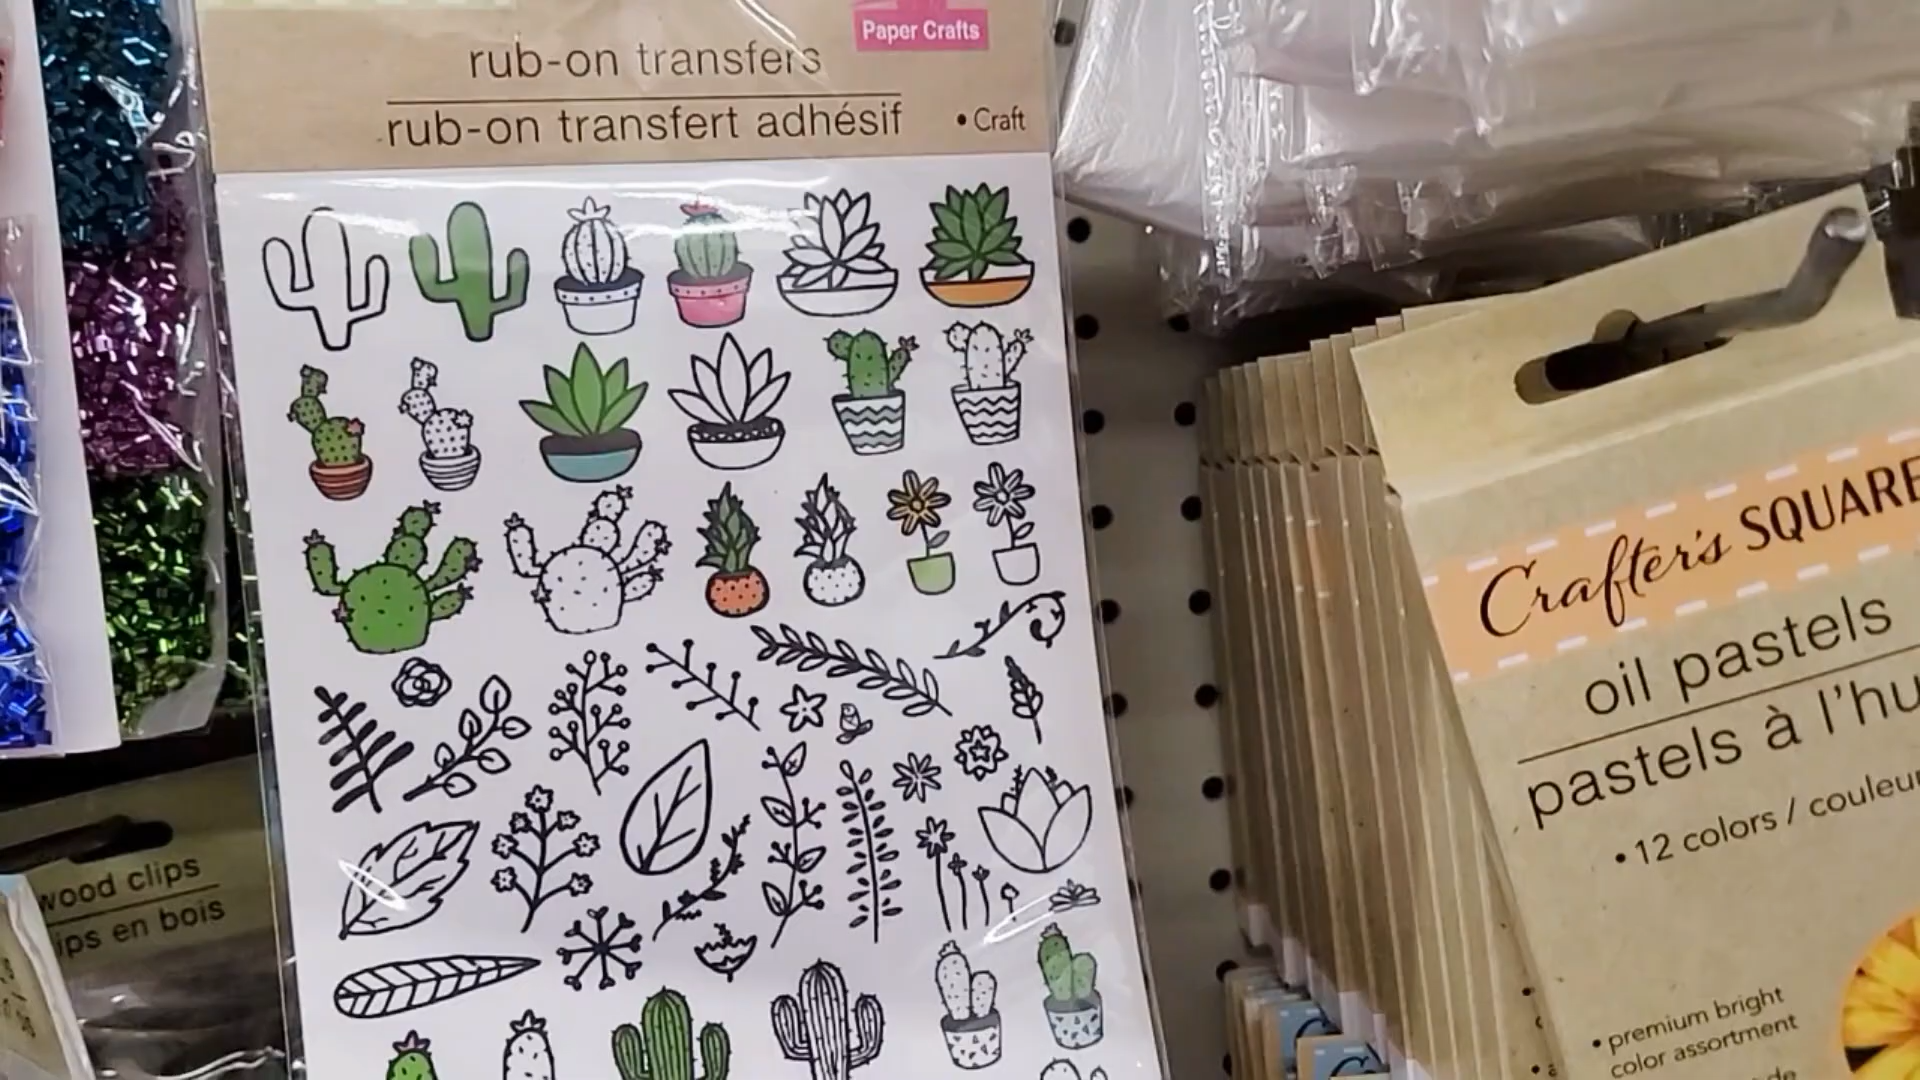 Paper Crafts
rub-on transfers
rub-on transfert adhésif
• Craft
wood clips
en bois
Crafter's SQUARE
oil pastels
pastels à l'hu
• 12 colors / couleur
• premium bright
color assortment